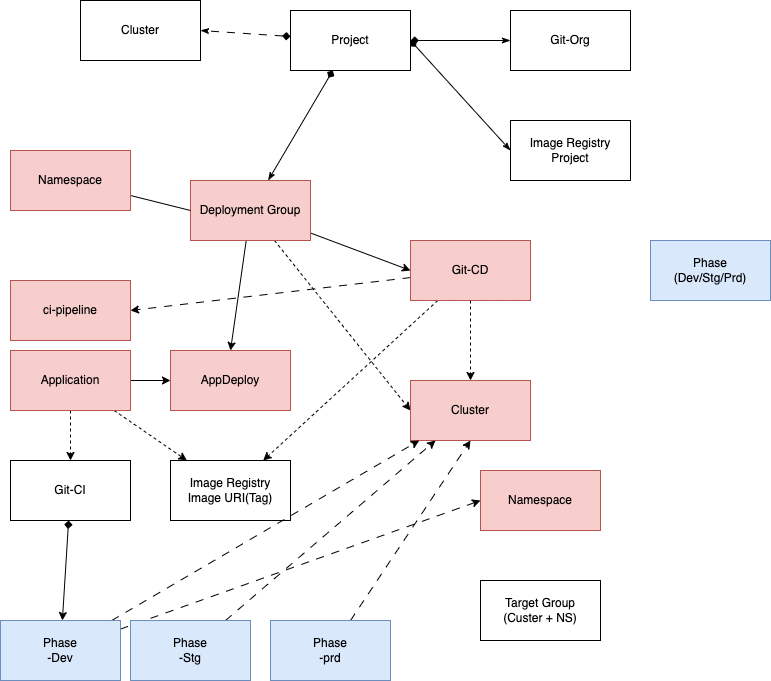 Cluster
Project
Git-Org
Image Registry
Project
Namespace
Deployment Group
Git-CD
Phase
(Dev/Stg/Prd)
ci-pipeline
Application
AppDeploy
Cluster
Git-CI
Image Registry
Image URI(Tag)
Namespace
Target Group
(Custer + NS)
Phase
-Dev
Phase
-Stg
Phase
-prd